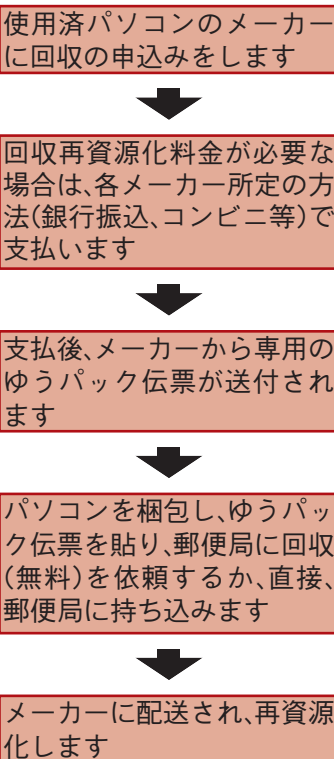 使用済パソコンのメーカー
に回収の申込みをします
回収再資源化料金が必要な
場合は、各メーカー所定の方
法(銀行振込、コンビニ等)で
支払います
支払後、メーカーから専用の
ゆうパック伝票が送付され
ます
パソコンを梱包し、ゆうパッ
ク伝票を貼り、郵便局に回収
(無料)を依頼するか、直接、
郵便局に持ち込みます
メーカーに配送され、再資源
化します